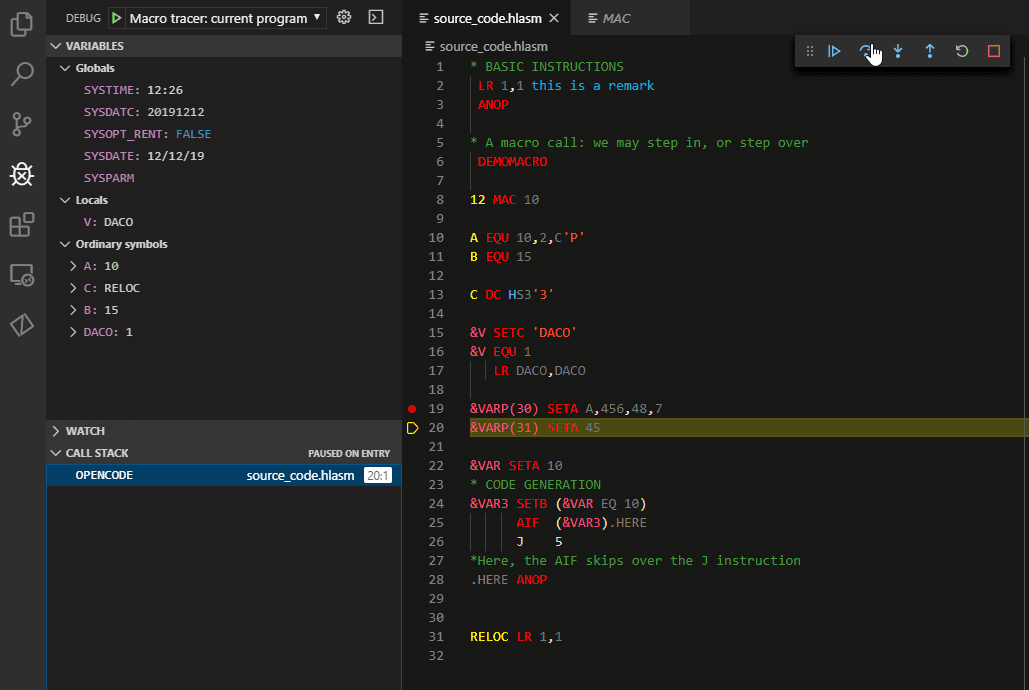 DEBUG Macro tracer: current program
VARIABLES
Globals
SYSTIME: 12:26
SYSDATC: 20191212
SYSOPT_RENT: FALSE
SYSDATE: 12/12/19
SYSPARM
Locals
V: DACO
Ordinary symbols
A: 10
C: RELOC
B: 15
DACO: 1
WATCH
CALL STACK PAUSED ON ENTRY
OPENCODE source_code.hlasm 20:1
source_code.hlasm MAC
source_code.hlasm
1 * BASIC INSTRUCTIONS
2 LR 1,1 this is a remark
3 ANOP
4
5 * A macro call: we may step in, or step over
6 DEMOMACRO
7
8 12 MAC 10
9
10 A EQU 10,2,C'P'
11 B EQU 15
12
13 C DC HS3'3'
14
15 &V SETC 'DACO'
16 &V EQU 1
17 LR DACO,DACO
18
19 &VARP(30) SETA A,456,48,7
20 &VARP(31) SETA 45
21
22 &VAR SETA 10
23 * CODE GENERATION
24 &VAR3 SETB (&VAR EQ 10)
25 AIF (&VAR3).HERE
26 J 5
27 *Here, the AIF skips over the J instruction
28 .HERE ANOP
29
30
31 RELOC LR 1,1
32